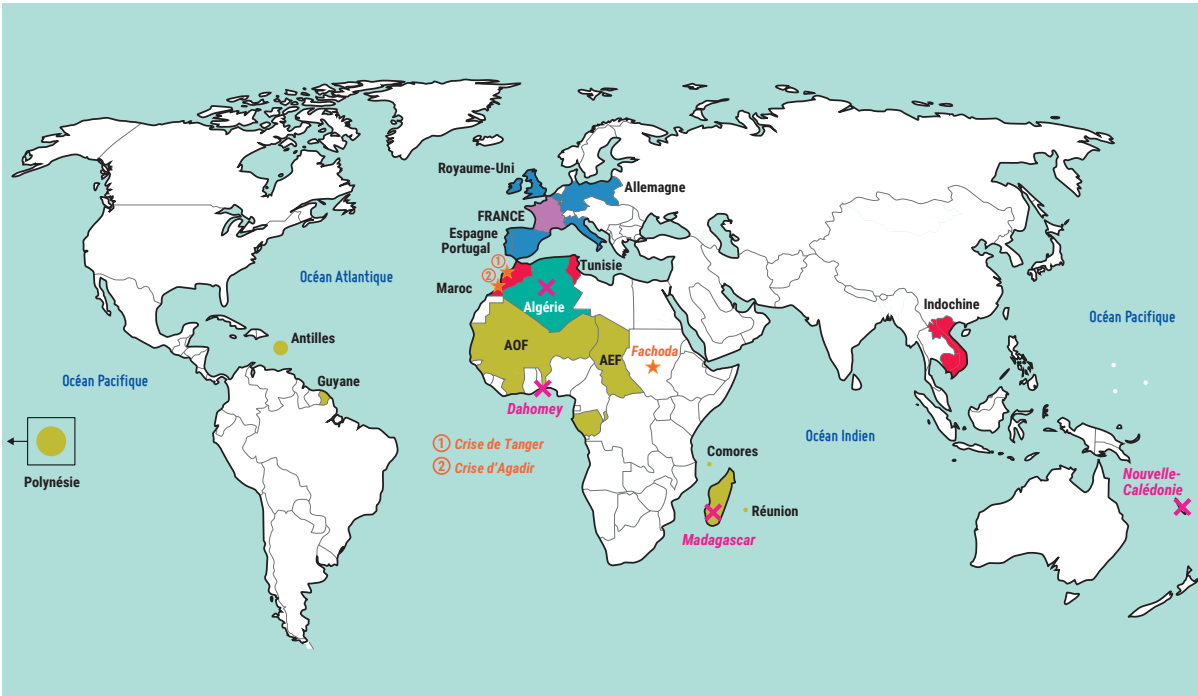 Royaume-Uni
Allemagne
FRANCE
Espagne
Portugal
①
②
Tunisie
Maroc
Algérie
Océan Atlantique
Indochine
Océan Pacifique
Antilles
AOF
AEF
Fachoda
Océan Pacifique
Guyane
Dahomey
Océan Indien
① Crise de Tanger
② Crise d'Agadir
Comores
Polynésie
Nouvelle-
Calédonie
Réunion
Madagascar